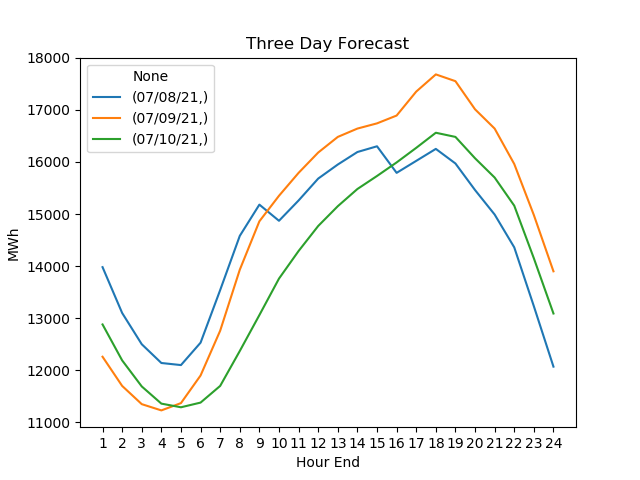 Three Day Forecast
18000
17000
16000
15000
14000
13000
12000
11000
MWh
None
(07/08/21,)
(07/09/21,)
(07/10/21,)
1 2 3 4 5 6 7 8 9 10 11 12 13 14 15 16 17 18 19 20 21 22 23 24
Hour End